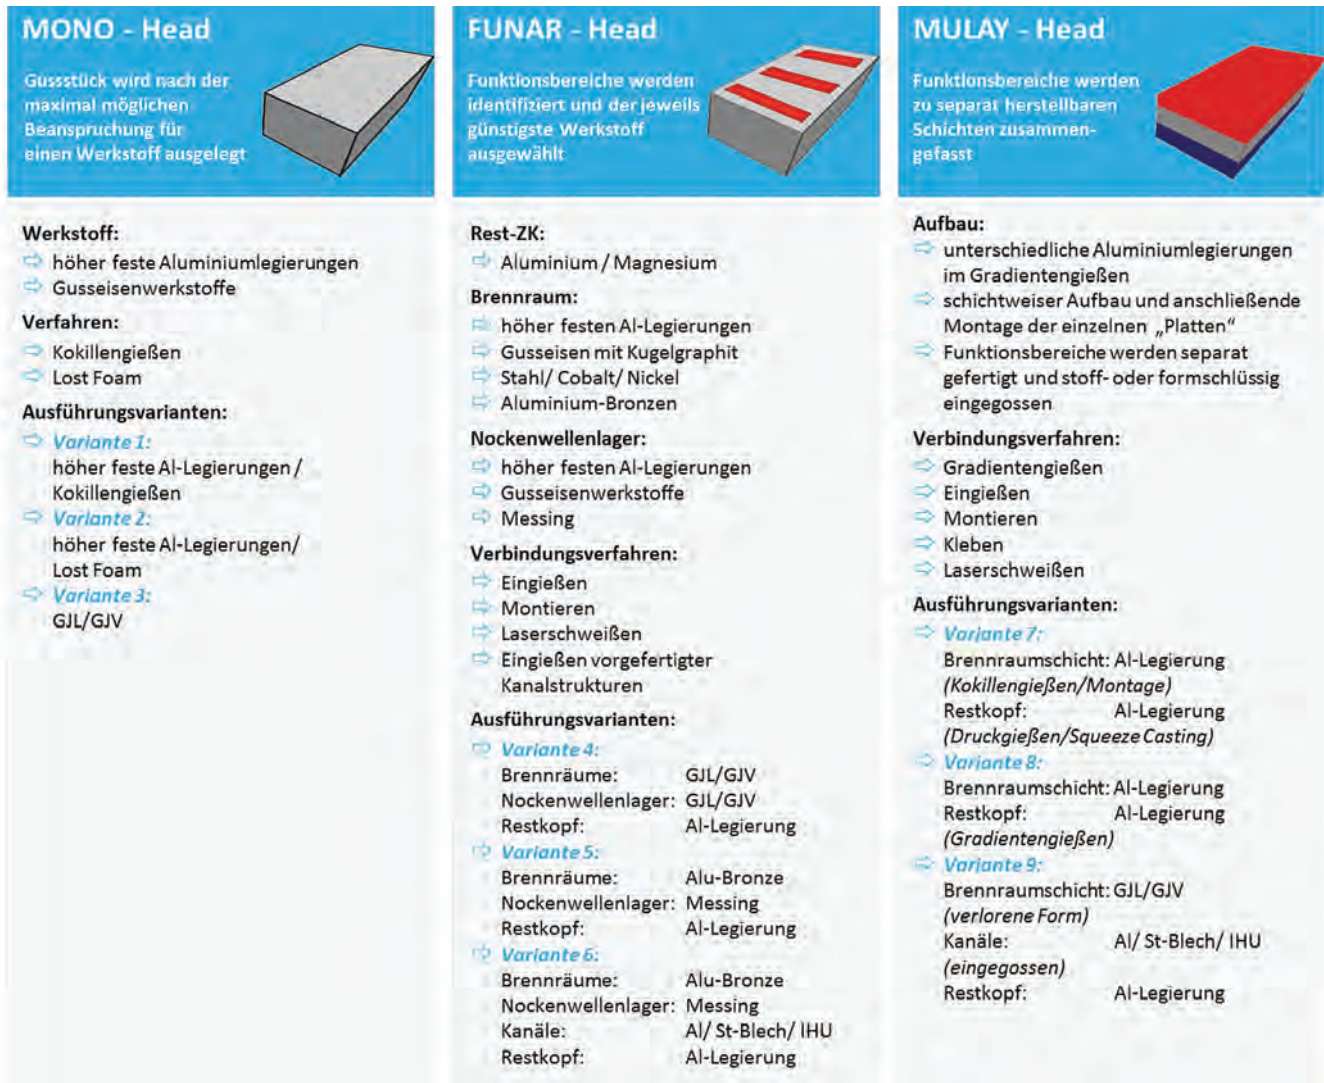 MONO - Head
Gussstück wird nach der
maximal möglichen
Beanspruchung für
einen Werkstoff ausgelegt
Werkstoff:
höher feste Aluminiumlegierungen
Gusseisenwerkstoffe
Verfahren:
Kokillengießen
Lost Foam
Ausführungsvarianten:
Variante 1:
höher feste Al-Legierungen /
Kokillengießen
Variante 2:
höher feste Al-Legierungen/
Lost Foam
Variante 3:
GJL/GJV
FUNAR - Head
Funktionsbereiche werden
identifiziert und der jeweils
günstigste Werkstoff
ausgewählt
Rest-ZK:
Aluminium / Magnesium
Brennraum:
höher festen Al-Legierungen
Gusseisen mit Kugelgraphit
Stahl/ Cobalt/ Nickel
Aluminium-Bronzen
Nockenwellenlager:
höher festen Al-Legierungen
Gusseisenwerkstoffe
Messing
Verbindungsverfahren:
Eingießen
Montieren
Laserschweißen
Eingießen vorgefertigter
Kanalstrukturen
Ausführungsvarianten:
Variante 4:
Brennräume: GJL/GJV
Nockenwellenlager: GJL/GJV
Restkopf: Al-Legierung
Variante 5:
Brennräume: Alu-Bronze
Nockenwellenlager: Messing
Restkopf: Al-Legierung
Variante 6:
Brennräume: Alu-Bronze
Nockenwellenlager: Messing
Kanäle: Al/ St-Blech/ IHU
Restkopf: Al-Legierung
MULAY - Head
Funktionsbereiche werden
zu separat herstellbaren
Schichten zusammen-
gefasst
Aufbau:
unterschiedliche Aluminiumlegierungen
im Gradientengießen
schichtweiser Aufbau und anschließende
Montage der einzelnen „Platten“
Funktionsbereiche werden separat
gefertigt und stoff- oder formschlüssig
eingegossen
Verbindungsverfahren:
Gradientengießen
Eingießen
Montieren
Kleben
Laserschweißen
Ausführungsvarianten:
Variante 7:
Brennraumschicht: Al-Legierung
(Kokillengießen/Montage)
Restkopf: Al-Legierung
(Druckgießen/Squeeze Casting)
Variante 8:
Brennraumschicht: Al-Legierung
Restkopf: Al-Legierung
(Gradientengießen)
Variante 9:
Brennraumschicht: GJL/GJV
(verlorene Form)
Kanäle: Al/ St-Blech/ IHU
(eingegossen)
Restkopf: Al-Legierung